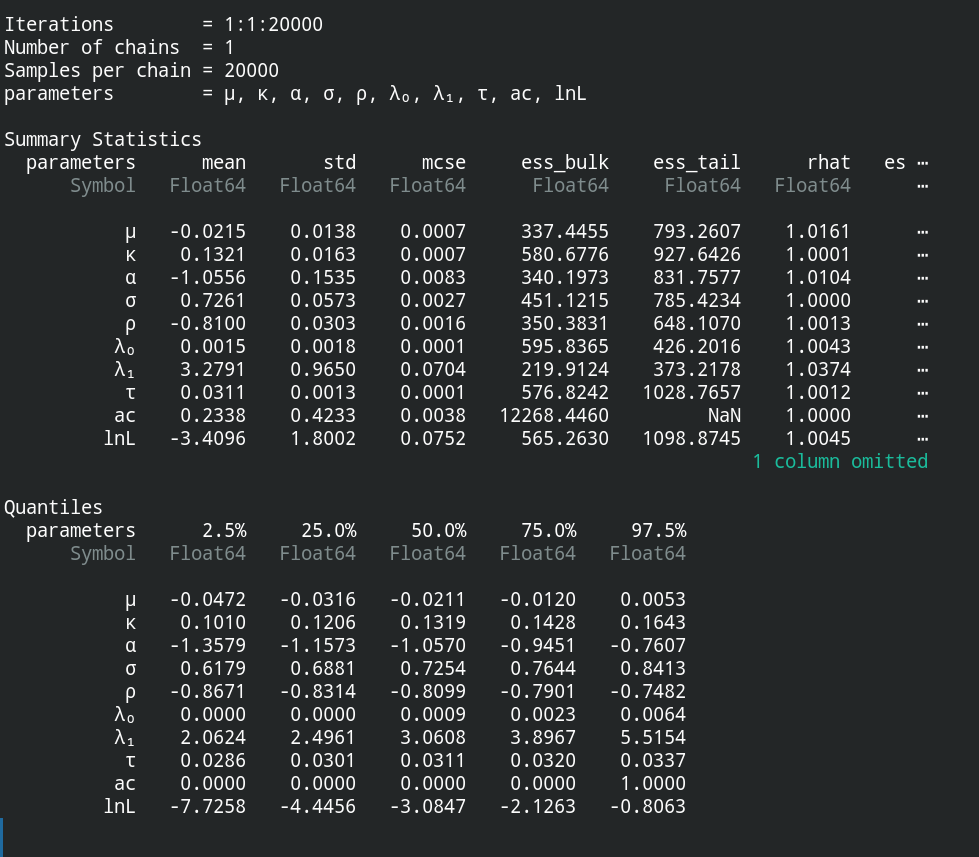 Iterations        = 1:1:20000
Number of chains  = 1
Samples per chain = 20000
parameters        = μ, κ, α, σ, ρ, λ₀, λ₁, τ, ac, lnL
Summary Statistics
  parameters      mean       std      mcse     ess_bulk    ess_tail      rhat   es ⋯
      Symbol   Float64   Float64   Float64      Float64     Float64   Float64      ⋯
           μ   -0.0215    0.0138    0.0007     337.4455    793.2607    1.0161      ⋯
           κ    0.1321    0.0163    0.0007     580.6776    927.6426    1.0001      ⋯
           α   -1.0556    0.1535    0.0083     340.1973    831.7577    1.0104      ⋯
           σ    0.7261    0.0573    0.0027     451.1215    785.4234    1.0000      ⋯
           ρ   -0.8100    0.0303    0.0016     350.3831    648.1070    1.0013      ⋯
          λ₀    0.0015    0.0018    0.0001     595.8365    426.2016    1.0043      ⋯
          λ₁    3.2791    0.9650    0.0704     219.9124    373.2178    1.0374      ⋯
           τ    0.0311    0.0013    0.0001     576.8242   1028.7657    1.0012      ⋯
          ac    0.2338    0.4233    0.0038   12268.4460         NaN    1.0000      ⋯
         lnL   -3.4096    1.8002    0.0752     565.2630   1098.8745    1.0045      ⋯
                                                                    1 column omitted
Quantiles
  parameters      2.5%     25.0%     50.0%     75.0%     97.5%
      Symbol   Float64   Float64   Float64   Float64   Float64
           μ   -0.0472   -0.0316   -0.0211   -0.0120    0.0053
           κ    0.1010    0.1206    0.1319    0.1428    0.1643
           α   -1.3579   -1.1573   -1.0570   -0.9451   -0.7607
           σ    0.6179    0.6881    0.7254    0.7644    0.8413
           ρ   -0.8671   -0.8314   -0.8099   -0.7901   -0.7482
          λ₀    0.0000    0.0000    0.0009    0.0023    0.0064
          λ₁    2.0624    2.4961    3.0608    3.8967    5.5154
           τ    0.0286    0.0301    0.0311    0.0320    0.0337
          ac    0.0000    0.0000    0.0000    0.0000    1.0000
         lnL   -7.7258   -4.4456   -3.0847   -2.1263   -0.8063